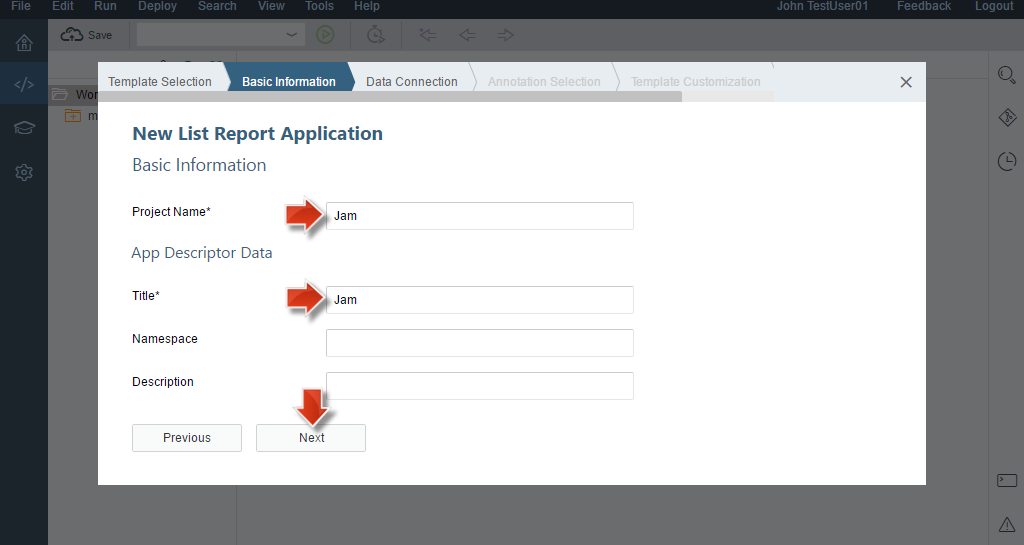 File Edit Run Deploy Search View Tools Help John TestUser01 Feedback Logout
Save
Template Selection Basic Information Data Connection Annotation Selection Template Customization
New List Report Application
Basic Information
Project Name* Jam
App Descriptor Data
Title* Jam
Namespace
Description
Previous Next